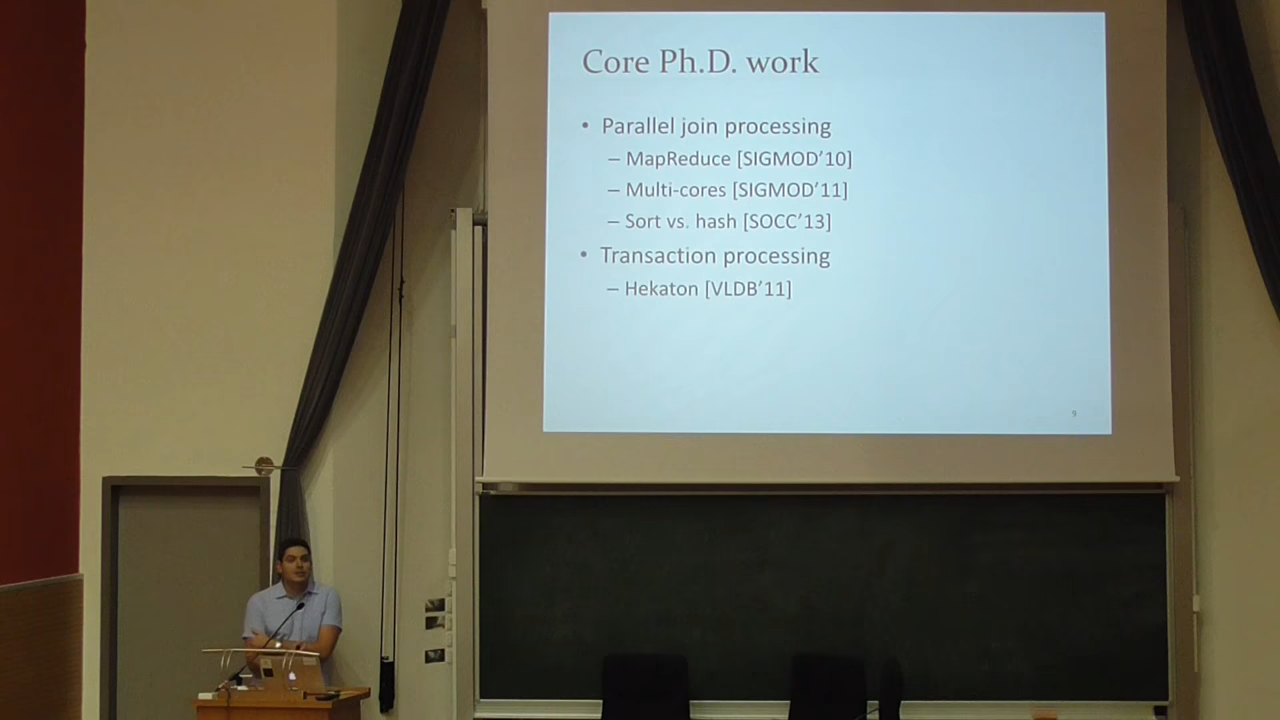 Core Ph.D. work
• Parallel join processing
– MapReduce [SIGMOD’10]
– Multi-cores [SIGMOD’11]
– Sort vs. hash [SOCC’13]
• Transaction processing
– Hekaton [VLDB’11]
9